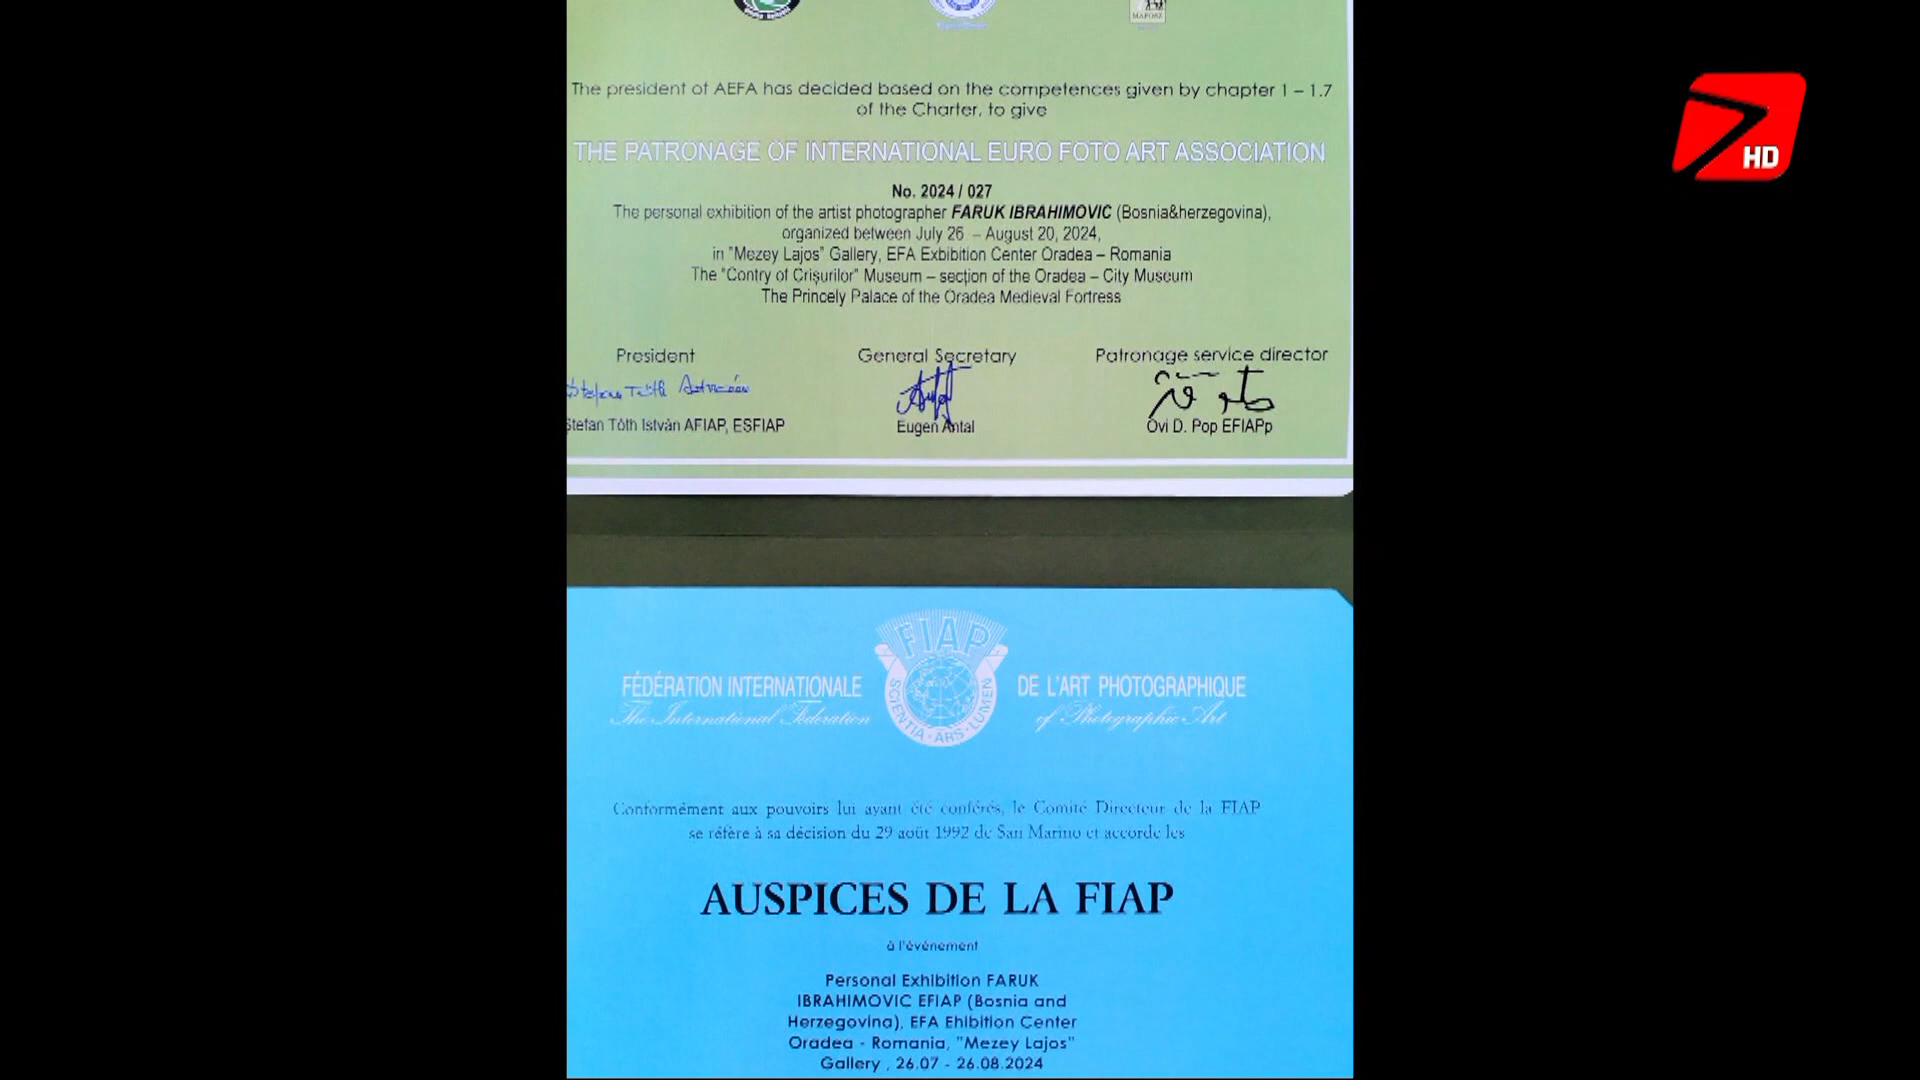 MAFOSZ
The president of AEFA has decided based on the competences given by chapter 1 – 1.7
of the Charter, to give
THE PATRONAGE OF INTERNATIONAL EURO FOTO ART ASSOCIATION
No. 2024 / 027
The personal exhibition of the artist photographer FARUK IBRAHIMOVIC (Bosnia&herzegovina),
organized between July 26 – August 20, 2024,
in "Mezey Lajos" Gallery, EFA Exbibition Center Oradea – Romania
The "Contry of Crișurilor" Museum – secțion of the Oradea – City Museum
The Princely Palace of the Oradea Medieval Fortress
President General Secretary Patronage service director
Stefan Tóth István AFIAP, ESFIAP Eugen Antal Ovi D. Pop EFIAPp
HD
FIAP
SCIENTIA · ARS · LUMEN
FÉDÉRATION INTERNATIONALE DE L'ART PHOTOGRAPHIQUE
The International Federation of Photographic Art
Conformément aux pouvoirs lui ayant été conférés, le Comité Directeur de la FIAP
se réfère à sa décision du 29 août 1992 de San Marino et accorde les
AUSPICES DE LA FIAP
à l'événement
Personal Exhibition FARUK
IBRAHIMOVIC EFIAP (Bosnia and
Herzegovina), EFA Ehibition Center
Oradea - Romania, "Mezey Lajos"
Gallery , 26.07 - 26.08.2024